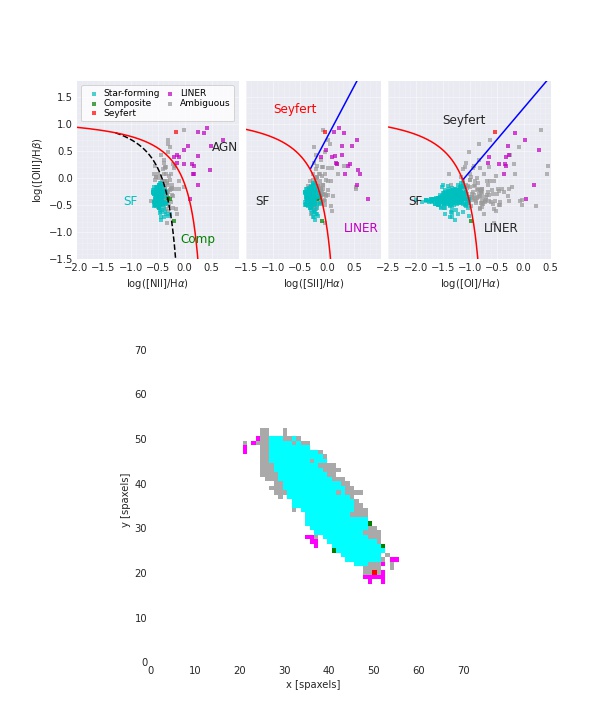 Star-forming
Composite
Seyfert
LINER
Ambiguous
1.5
1.0
0.5
0.0
−0.5
−1.0
−1.5
log([OIII]/Hβ)
AGN
SF
Comp
−2.0 −1.5 −1.0 −0.5 0.0 0.5
log([NII]/Hα)
Seyfert
SF
LINER
−1.5 −1.0 −0.5 0.0 0.5
log([SII]/Hα)
Seyfert
SF
LINER
−2.5 −2.0 −1.5 −1.0 −0.5 0.0 0.5
log([OI]/Hα)
70
60
50
40
30
20
10
0
y [spaxels]
0 10 20 30 40 50 60 70
x [spaxels]